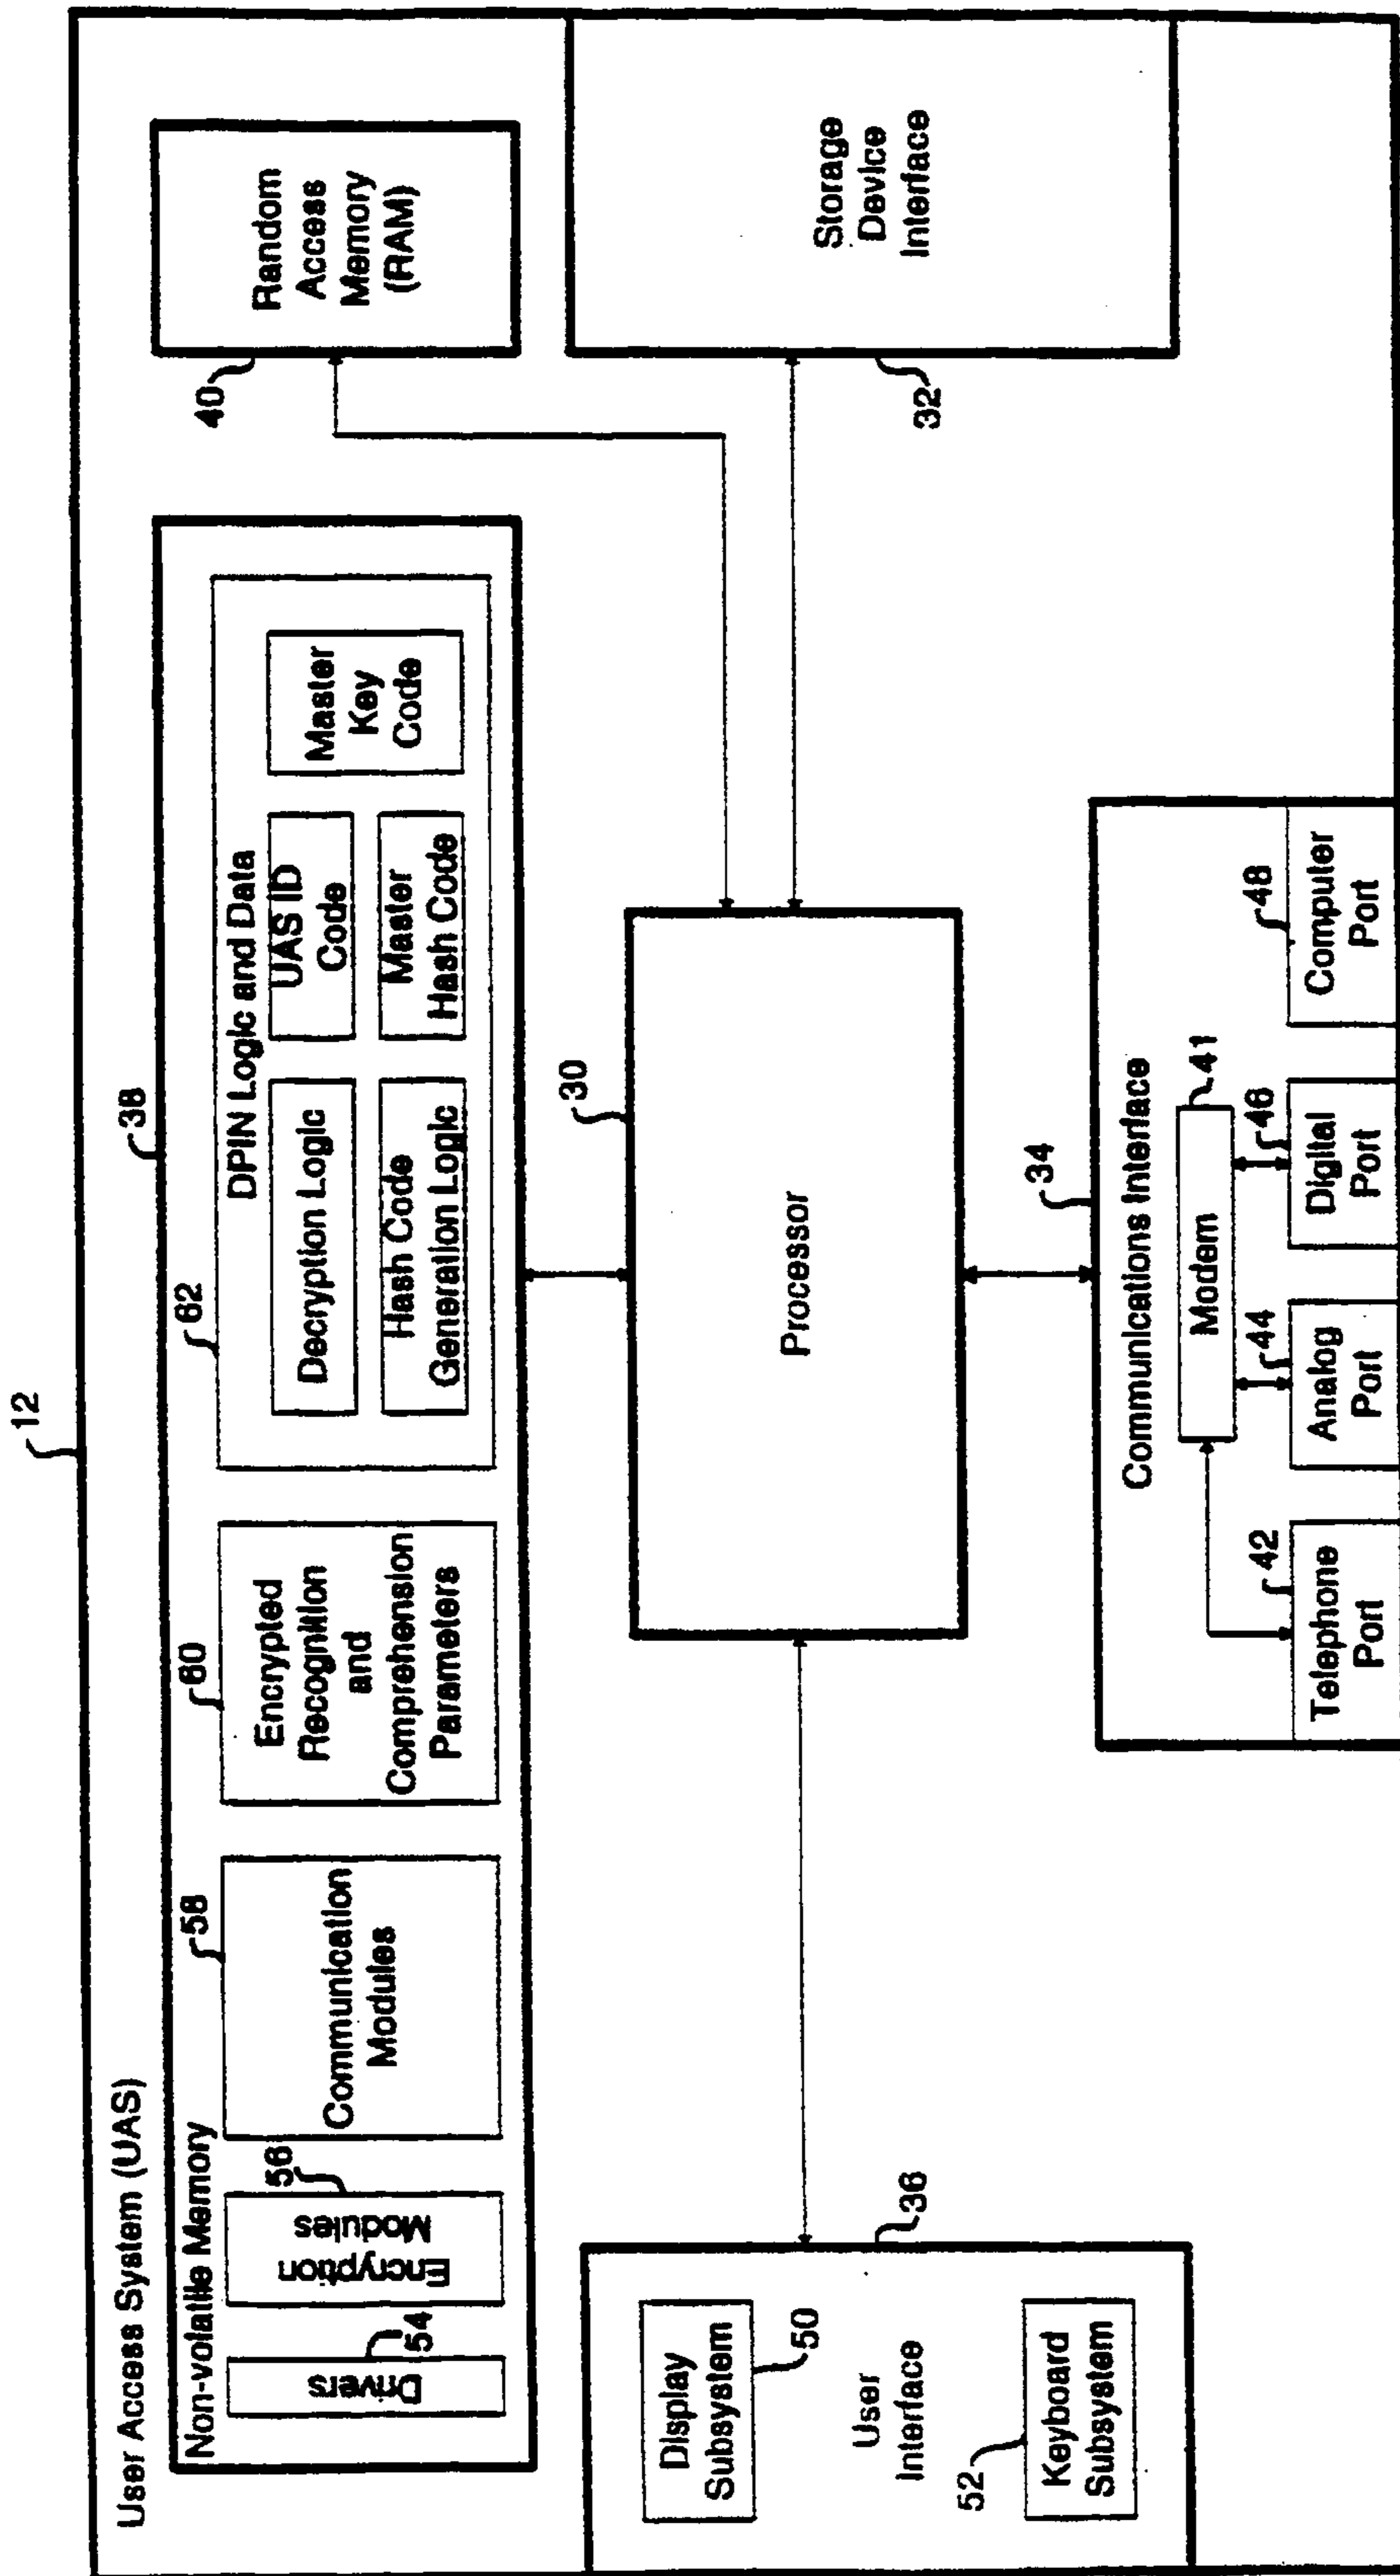 12
User Access System (UAS)
38
Non-volatile Memory
Drivers
54
Encryption
Modules
56
58
Communication
Modules
60
Encrypted
Recognition
and
Comprehension
Parameters
62
DPIN Logic and Data
Decryption Logic
Hash Code
Generation Logic
UAS ID
Code
Master
Hash Code
Master
Key
Code
40
Random
Access
Memory
(RAM)
30
Processor
32
Storage
Device
Interface
36
Display
Subsystem
50
User
Interface
52
Keyboard
Subsystem
34
Communications Interface
41
Modem
42
Telephone
Port
44
Analog
Port
46
Digital
Port
48
Computer
Port